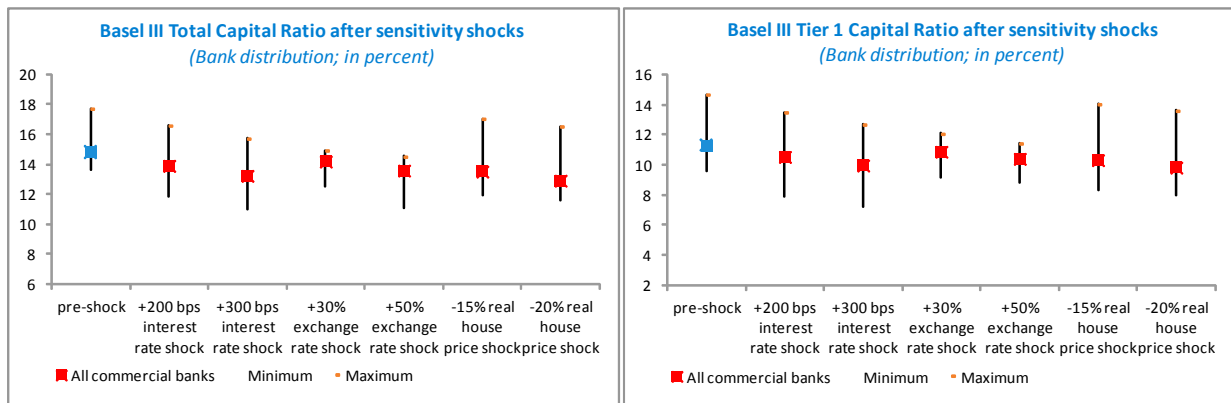 Basel III Total Capital Ratio after sensitivity shocks
(Bank distribution; in percent)
20
18
16
14
12
10
8
6
pre-shock +200 bps +300 bps +30% +50% -15% real -20% real
interest interest exchange exchange house house
rate shock rate shock rate shock rate shock price shock price shock
All commercial banks Minimum Maximum
Basel III Tier 1 Capital Ratio after sensitivity shocks
(Bank distribution; in percent)
16
14
12
10
8
6
4
2
pre-shock +200 bps +300 bps +30% +50% -15% real -20% real
interest interest exchange exchange house house
rate shock rate shock rate shock rate shock price shock price shock
All commercial banks Minimum Maximum